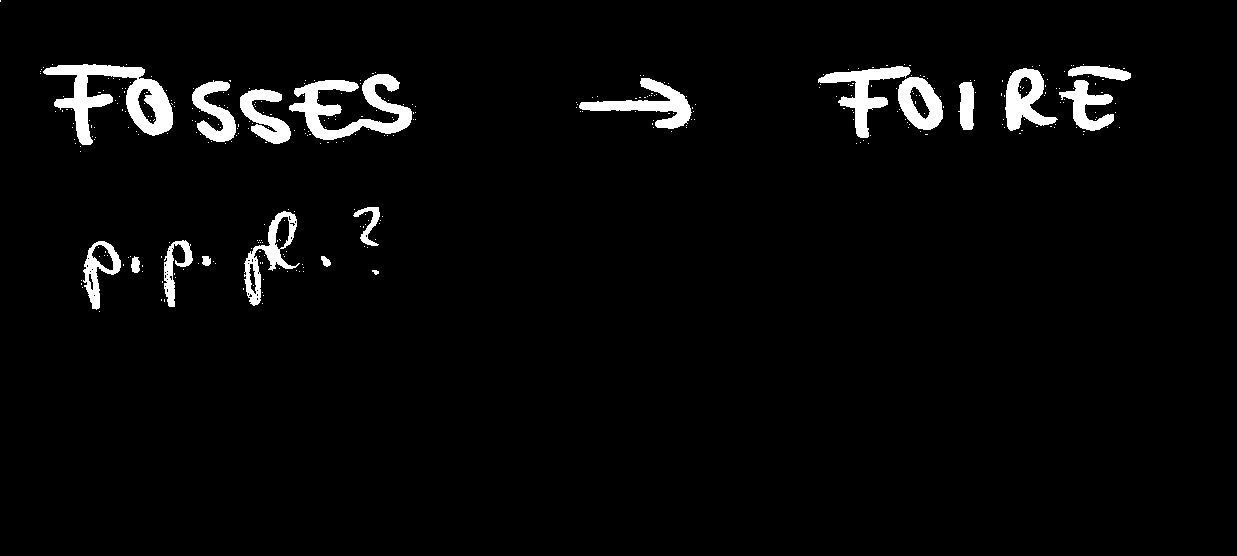 FOSSES → FOIRE
p. p. pl. ?